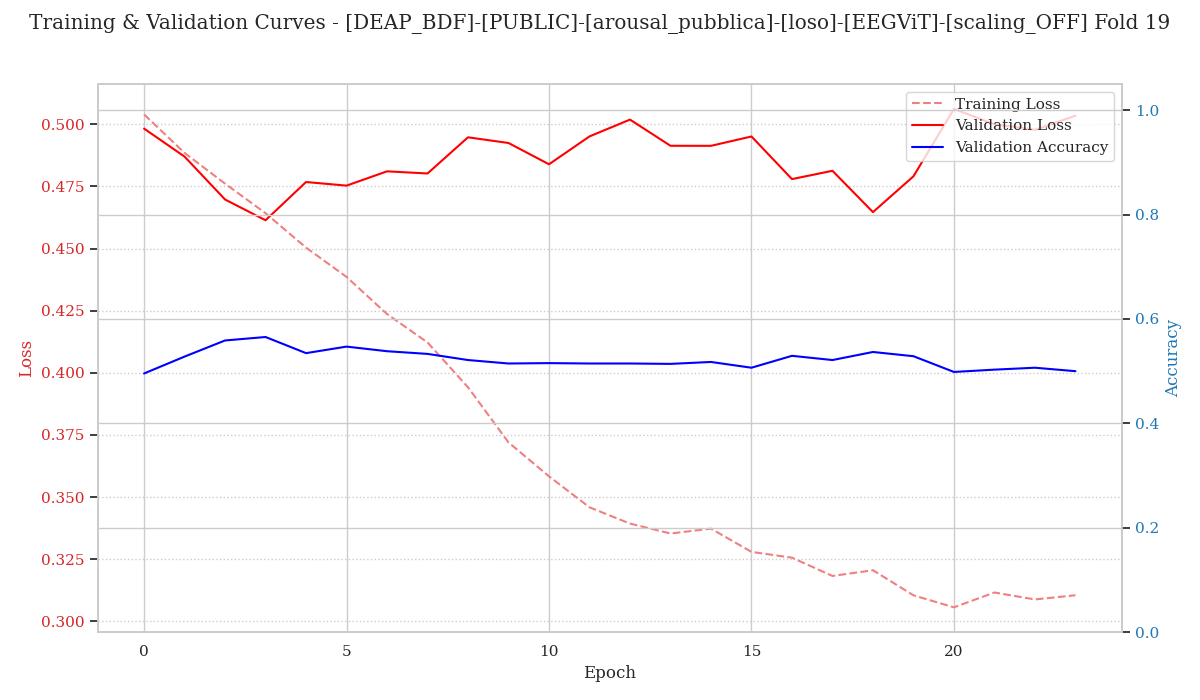 Training & Validation Curves - [DEAP_BDF]-[PUBLIC]-[arousal_pubblica]-[loso]-[EEGViT]-[scaling_OFF] Fold 19
Training Loss
Validation Loss
Validation Accuracy
Loss
0.500
0.475
0.450
0.425
0.400
0.375
0.350
0.325
0.300
1.0
0.8
0.6
0.4
0.2
0.0
Accuracy
0 5 10 15 20
Epoch